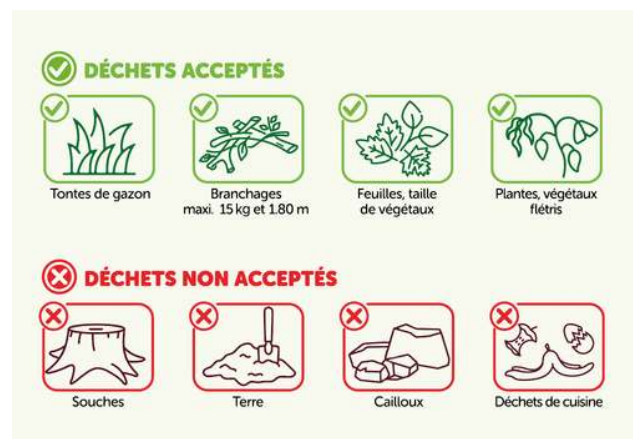 DÉCHETS ACCEPTÉS
Tontes de gazon
Branchages
maxi. 15 kg et 1.80 m
Feuilles, taille
de végétaux
Plantes, végétaux
flétris
DÉCHETS NON ACCEPTÉS
Souches
Terre
Cailloux
Déchets de cuisine